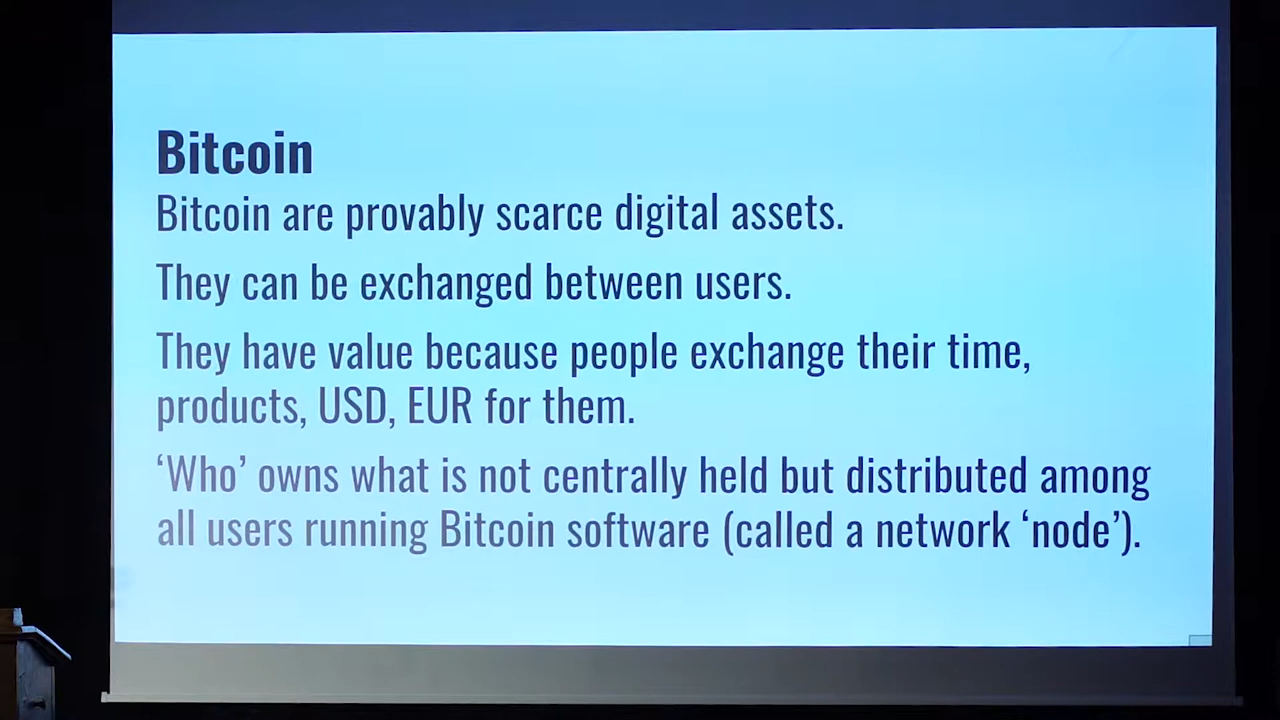 Bitcoin
Bitcoin are provably scarce digital assets.
They can be exchanged between users.
They have value because people exchange their time,
products, USD, EUR for them.
‘Who’ owns what is not centrally held but distributed among
all users running Bitcoin software (called a network ‘node’).